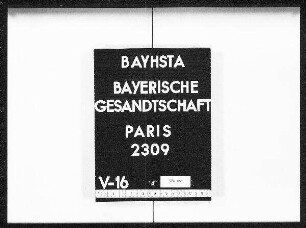 BAYHSTA
BAYERISCHE
GESANDTSCHAFT
PARIS
2309
V-16